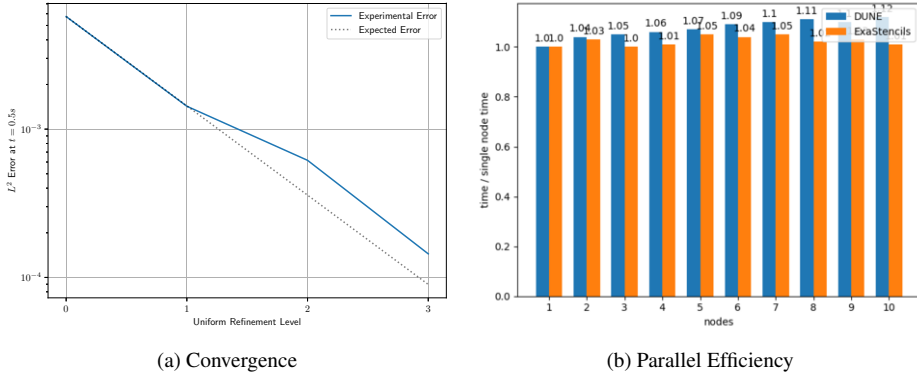 Experimental Error
Expected Error
10⁻³
10⁻⁴
L² Error at t = 0.5s
0 1 2 3
Uniform Refinement Level
(a) Convergence
DUNE
ExaStencils
1.0 1.0 1.04 1.03 1.05 1.0 1.06 1.01 1.07 1.05 1.09 1.04 1.1 1.05 1.11
1.0
0.8
0.6
0.4
0.2
0.0
time / single node time
1 2 3 4 5 6 7 8 9 10
nodes
(b) Parallel Efficiency